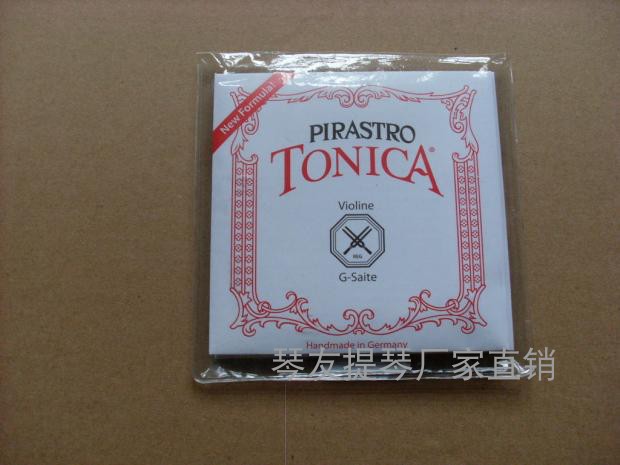 New Formula!
PIRASTRO
TONICA®
Violine
REG
G-Saite
Handmade in Germany
琴友提琴厂家直销